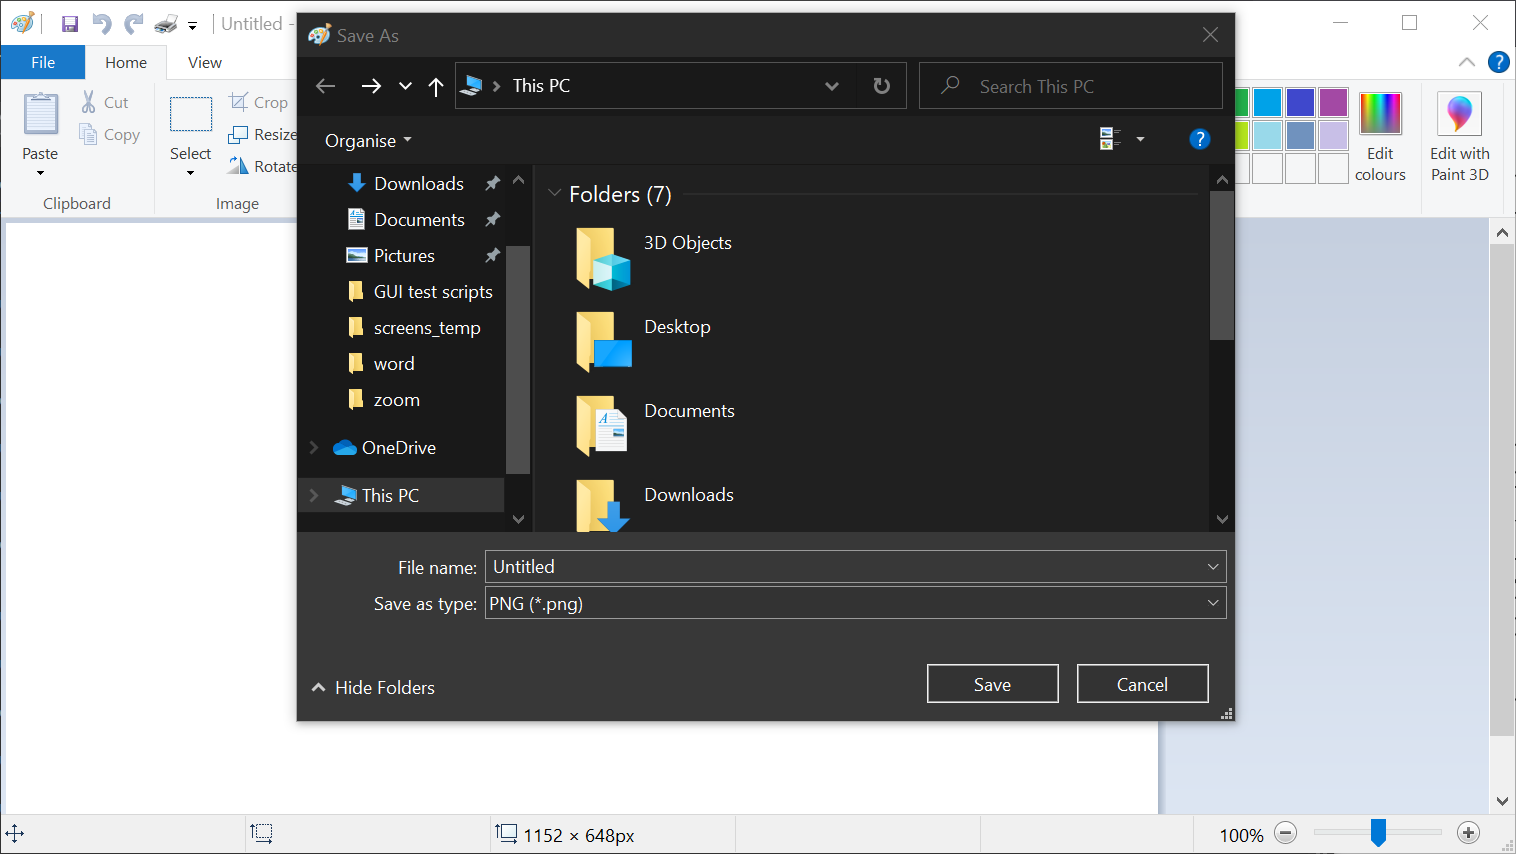 Untitled -
Save As
File
Home
View
This PC
Search This PC
Organise
Paste
Cut
Copy
Clipboard
Select
Crop
Resize
Rotate
Image
Downloads
Documents
Pictures
GUI test scripts
screens_temp
word
zoom
OneDrive
This PC
Folders (7)
3D Objects
Desktop
Documents
Downloads
Edit
colours
Edit with
Paint 3D
File name: Untitled
Save as type: PNG (*.png)
Hide Folders
Save
Cancel
1152 × 648px
100%